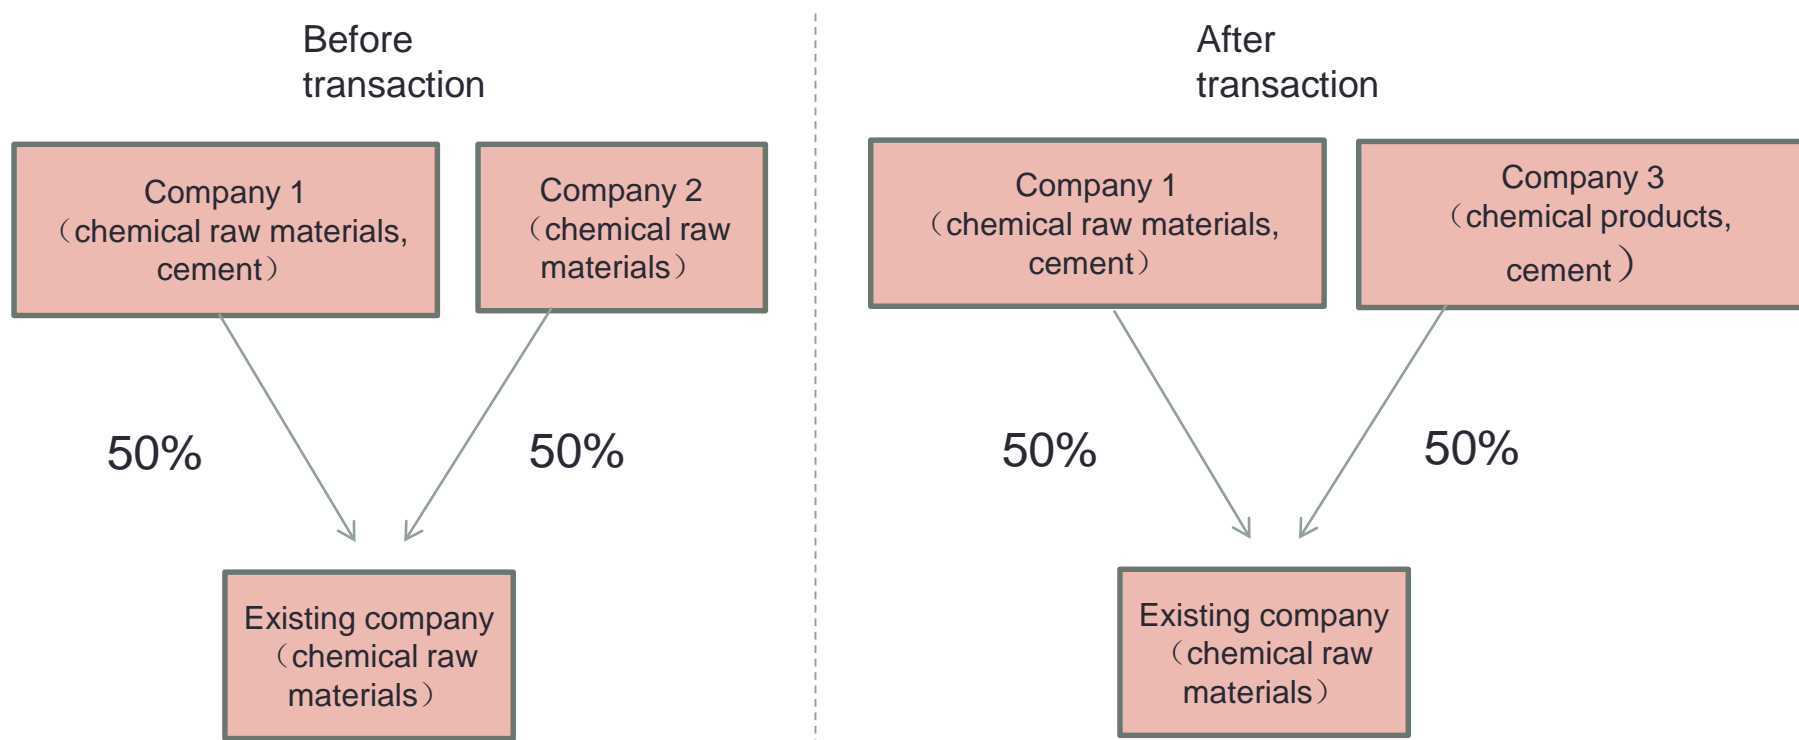 Before
transaction
Company 1
（chemical raw materials,
cement）
Company 2
（chemical raw
materials）
50%
50%
Existing company
（chemical raw
materials）
After
transaction
Company 1
（chemical raw materials,
cement）
Company 3
（chemical products,
cement）
50%
50%
Existing company
（chemical raw
materials）